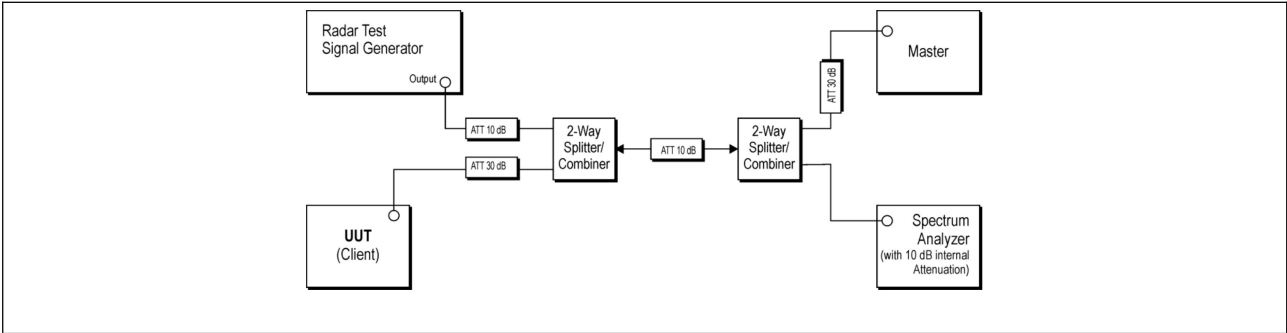 Radar Test
Signal Generator
Output
ATT 10 dB
ATT 30 dB
UUT
(Client)
2-Way
Splitter/
Combiner
ATT 10 dB
2-Way
Splitter/
Combiner
ATT 30 dB
Master
Spectrum
Analyzer
(with 10 dB internal
Attenuation)